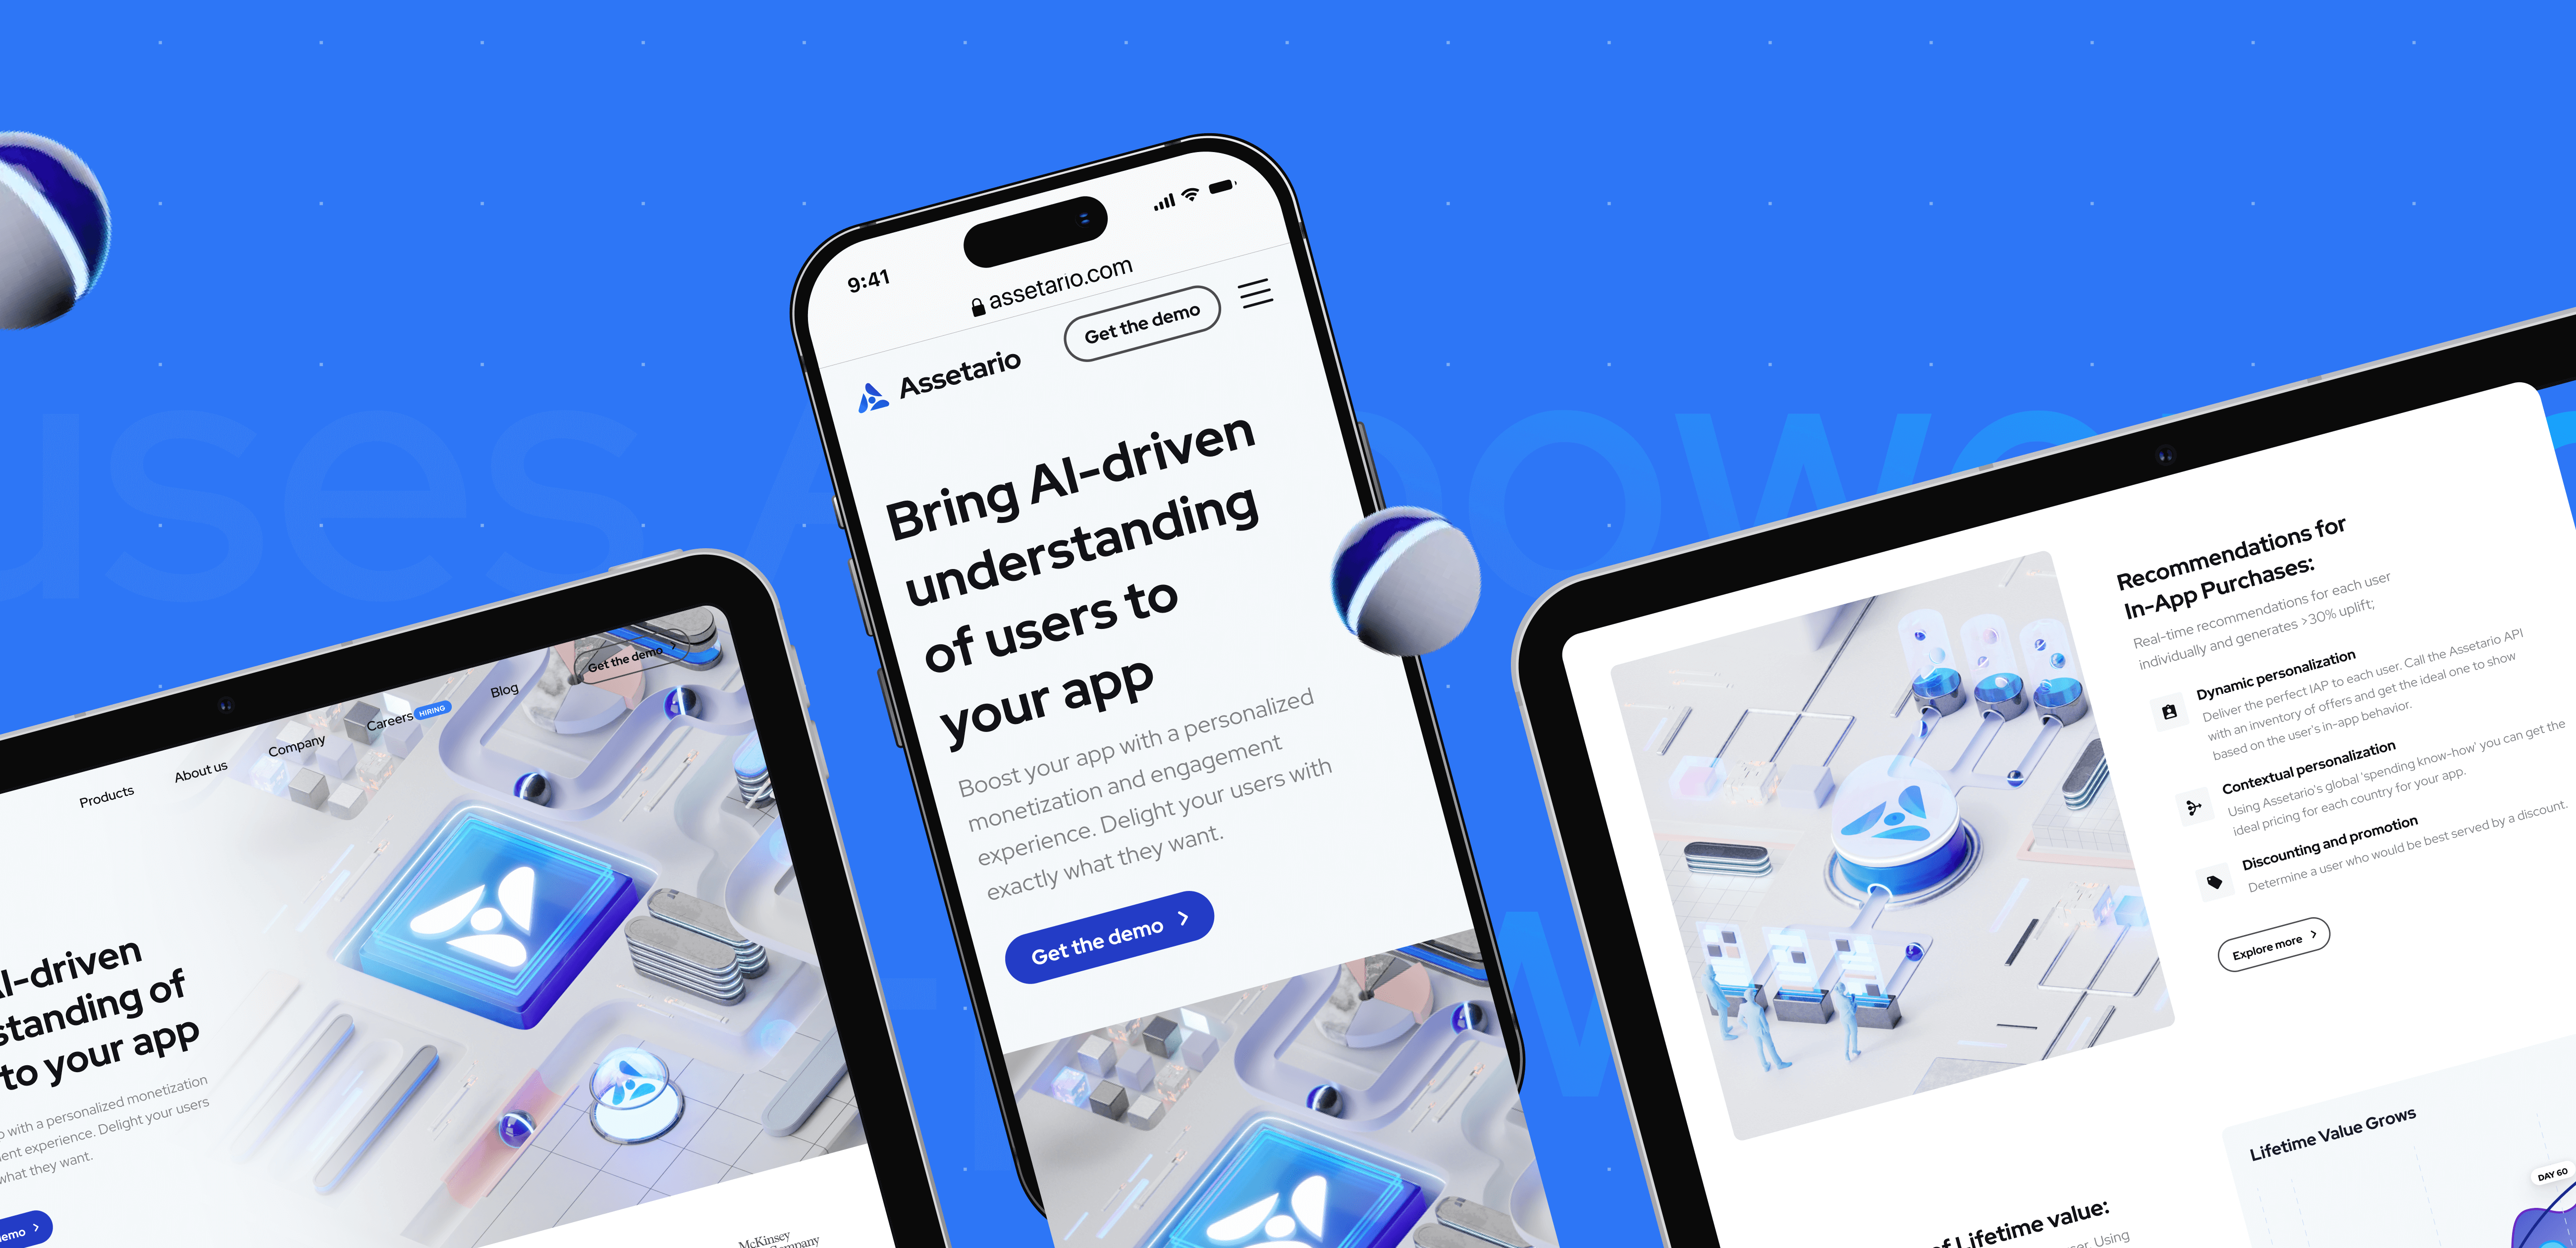 uses
9:41
assetario.com
Get the demo
Assetario
Bring AI-driven
understanding
of users to
your app
Boost your app with a personalized
monetization and engagement
experience. Delight your users with
exactly what they want.
Get the demo
Products
About us
Company
Careers HIRING
Blog
Get the demo
AI-driven
standing of
to your app
with a personalized monetization
experience. Delight your users
what they want.
demo
McKinsey
Company
Recommendations for
In-App Purchases:
Real-time recommendations for each user
individually and generates >30% uplift;
Dynamic personalization
Deliver the perfect IAP to each user. Call the Assetario API
with an inventory of offers and get the ideal one to show
based on the user's in-app behavior.
Contextual personalization
Using Assetario's global 'spending know-how' you can get the
ideal pricing for each country for your app.
Discounting and promotion
Determine a user who would be best served by a discount.
Explore more
Lifetime Value Grows
DAY 60
of Lifetime value:
user. Using